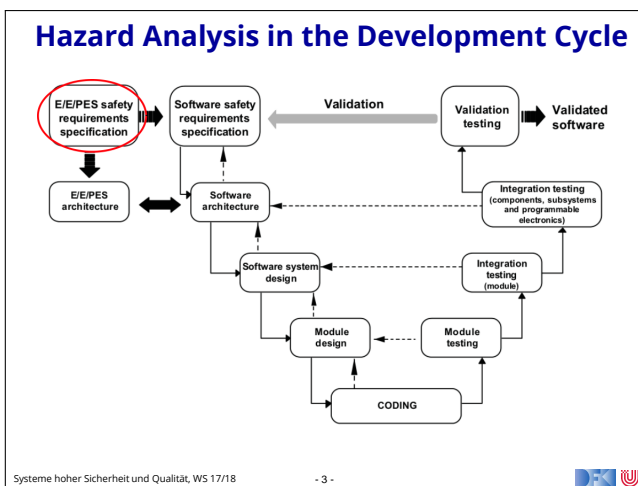 Hazard Analysis in the Development Cycle
E/E/PES safety
requirements
specification
Software safety
requirements
specification
Validation
Validation
testing
Validated
software
E/E/PES
architecture
Software
architecture
Integration testing
(components, subsystems
and programmable
electronics)
Software system
design
Integration
testing
(module)
Module
design
Module
testing
CODING
Systeme hoher Sicherheit und Qualität, WS 17/18
- 3 -